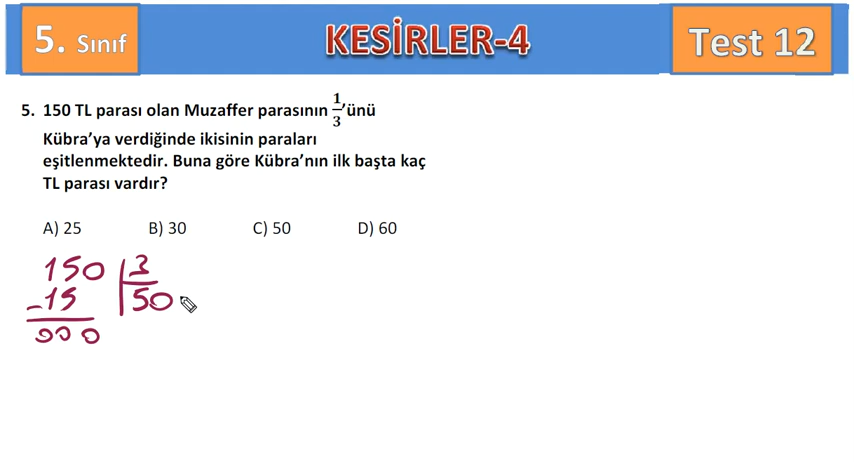 5. Sınıf
KESİRLER-4
Test 12
5. 150 TL parası olan Muzaffer parasının 1/3'ünü
Kübra'ya verdiğinde ikisinin paraları
eşitlenmektedir. Buna göre Kübra'nın ilk başta kaç
TL parası vardır?
A) 25 B) 30 C) 50 D) 60
150 | 3
-15 | 50
000